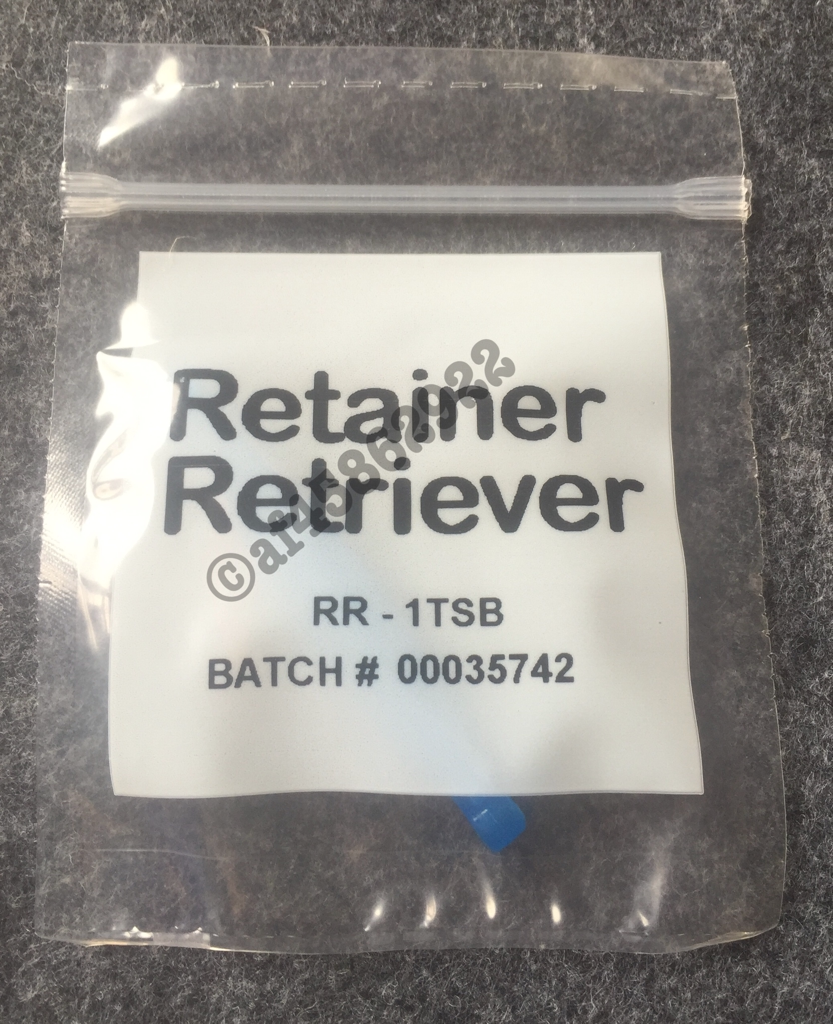 Retainer
Retriever
RR - 1TSB
BATCH # 00035742